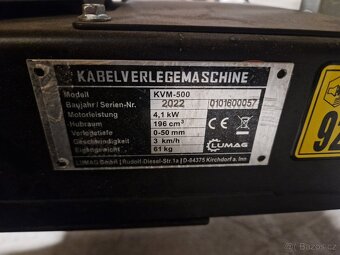 KABELVERLEGEMASCHINE
Modell KVM-500
Baujahr / Serien-Nr. 2022 0101600057
Motorleistung 4,1 kW
Hubraum 196 cm³
Verlegetiefe 0-50 mm
Geschwindigkeit 3 km/h
Eigengewicht 61 kg
CE
LUMAG
LUMAG GmbH | Rudolf-Diesel-Str.1a | D-84375 Kirchdorf a. Inn
92
Bazoš.cz